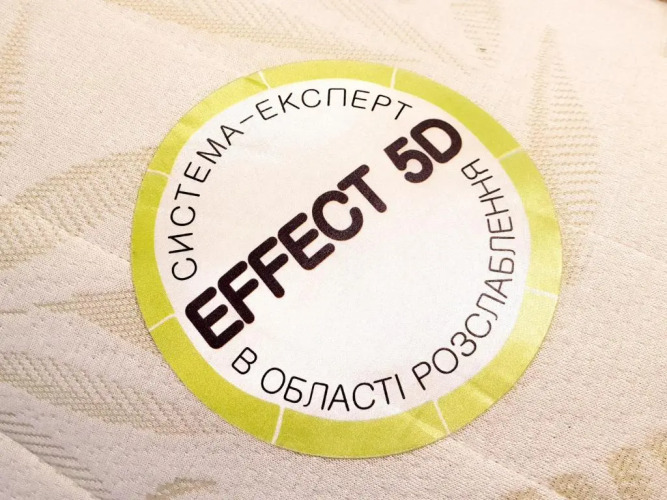 СИСТЕМА-ЕКСПЕРТ
EFFECT 5D
В ОБЛАСТІ РОЗСЛАБЛЕННЯ